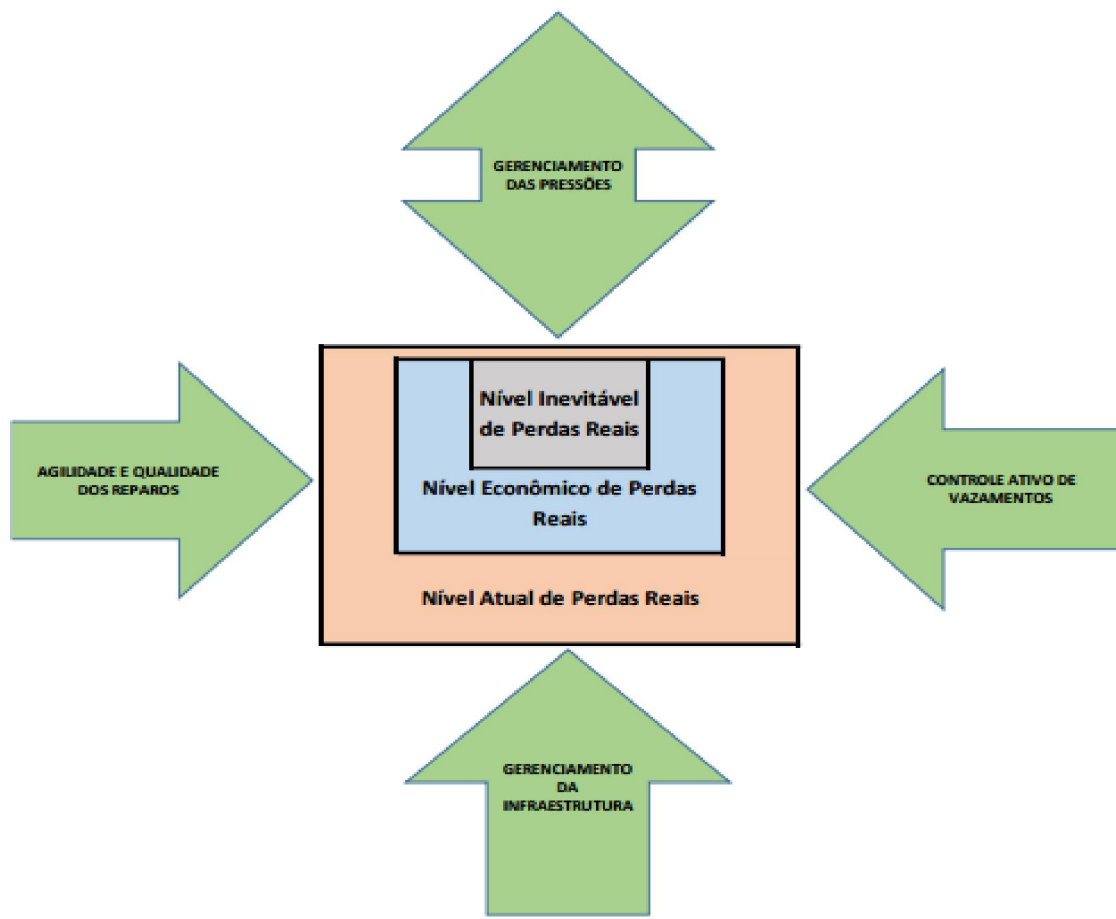 GERENCIAMENTO
DAS PRESSÕES
Nível Inevitável
de Perdas Reais
AGILIDADE E QUALIDADE
DOS REPAROS
Nível Econômico de Perdas
Reais
CONTROLE ATIVO DE
VAZAMENTOS
Nível Atual de Perdas Reais
GERENCIAMENTO
DA
INFRAESTRUTURA